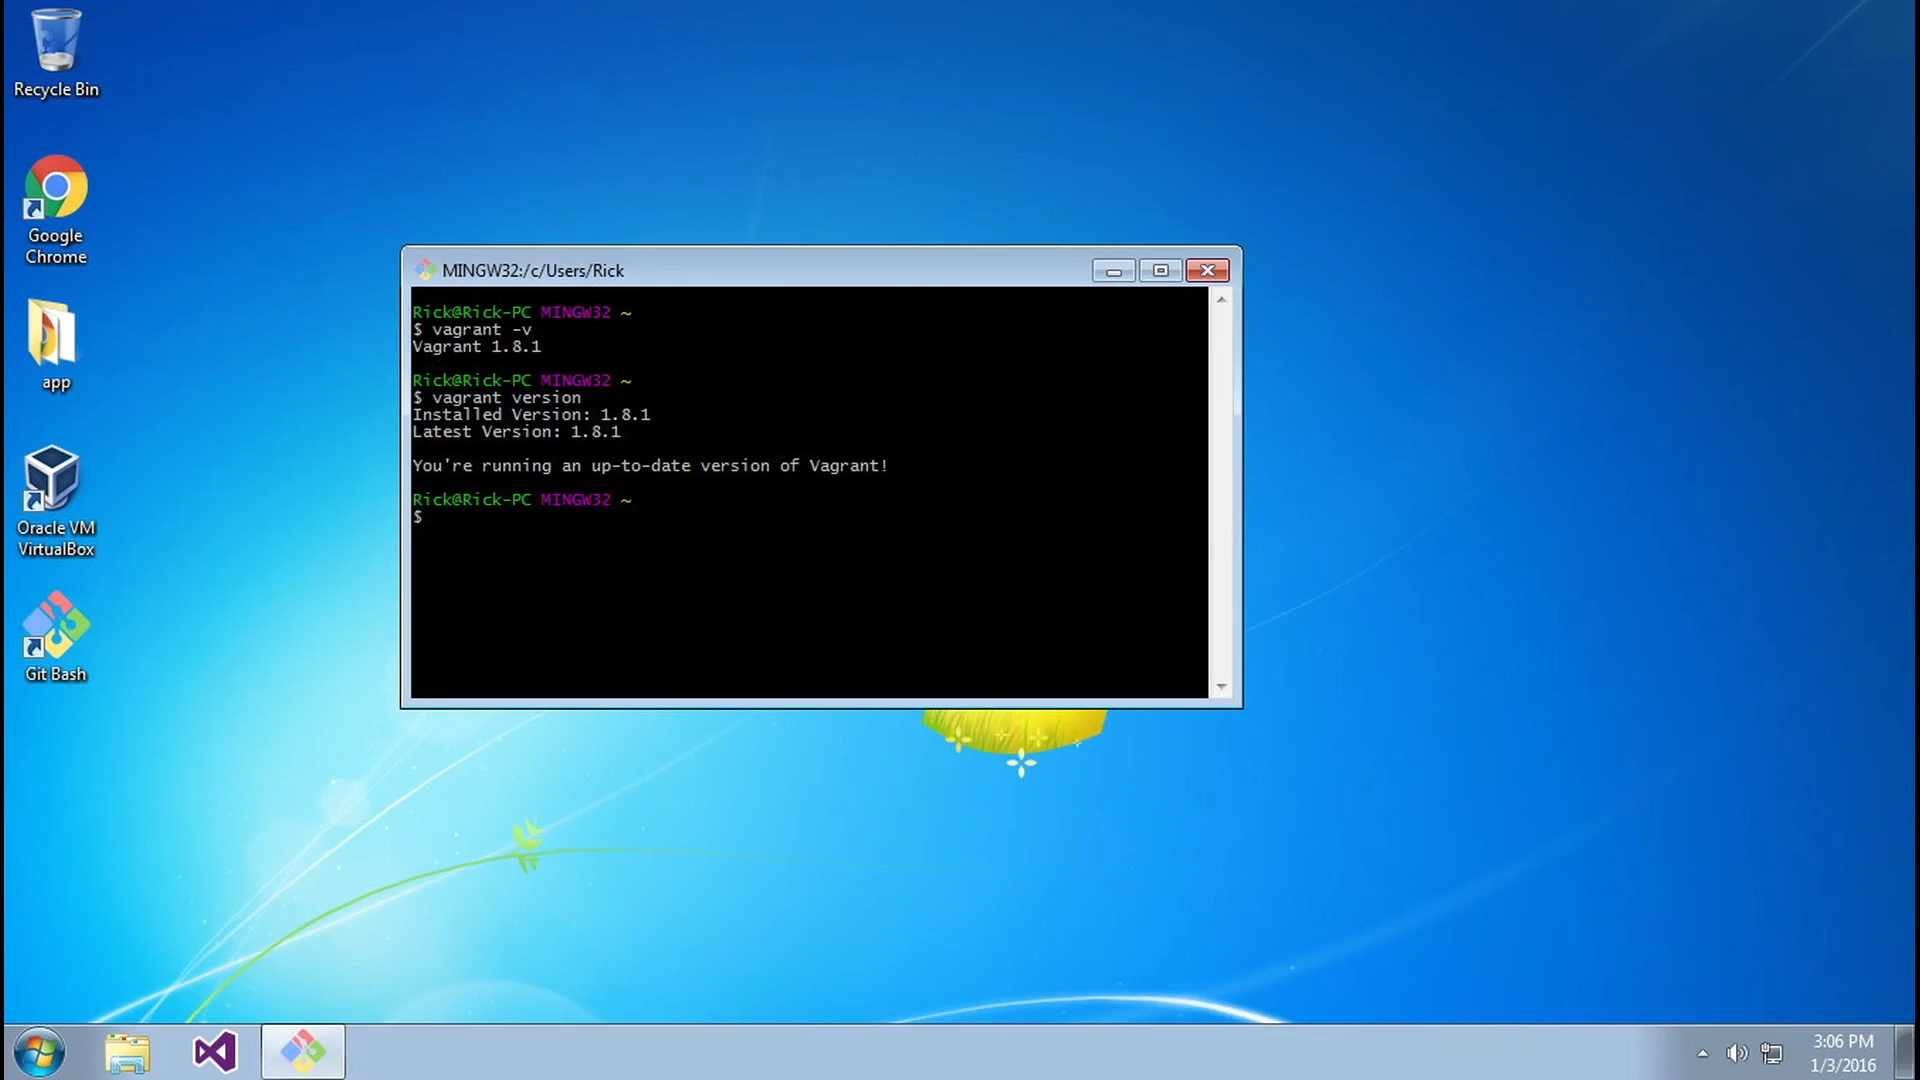 Recycle Bin
Google
Chrome
app
Oracle VM
VirtualBox
Git Bash
MINGW32:/c/Users/Rick
Rick@Rick-PC MINGW32 ~
$ vagrant -v
Vagrant 1.8.1
Rick@Rick-PC MINGW32 ~
$ vagrant version
Installed Version: 1.8.1
Latest Version: 1.8.1
You're running an up-to-date version of Vagrant!
Rick@Rick-PC MINGW32 ~
$
3:06 PM
1/3/2016